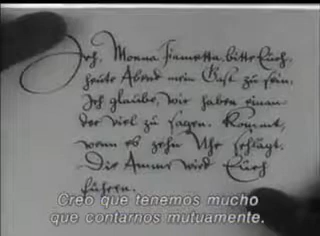 Ich, Monna Fiametta, bitte Euch,
heute Abend mein Gast zu sein.
Ich glaube, wir haben einan-
der viel zu sagen. Kommt,
wenn es zehn Uhr schlägt.
Die Amme wird Euch
führen.
Creo que tenemos mucho
que contarnos mutuamente.